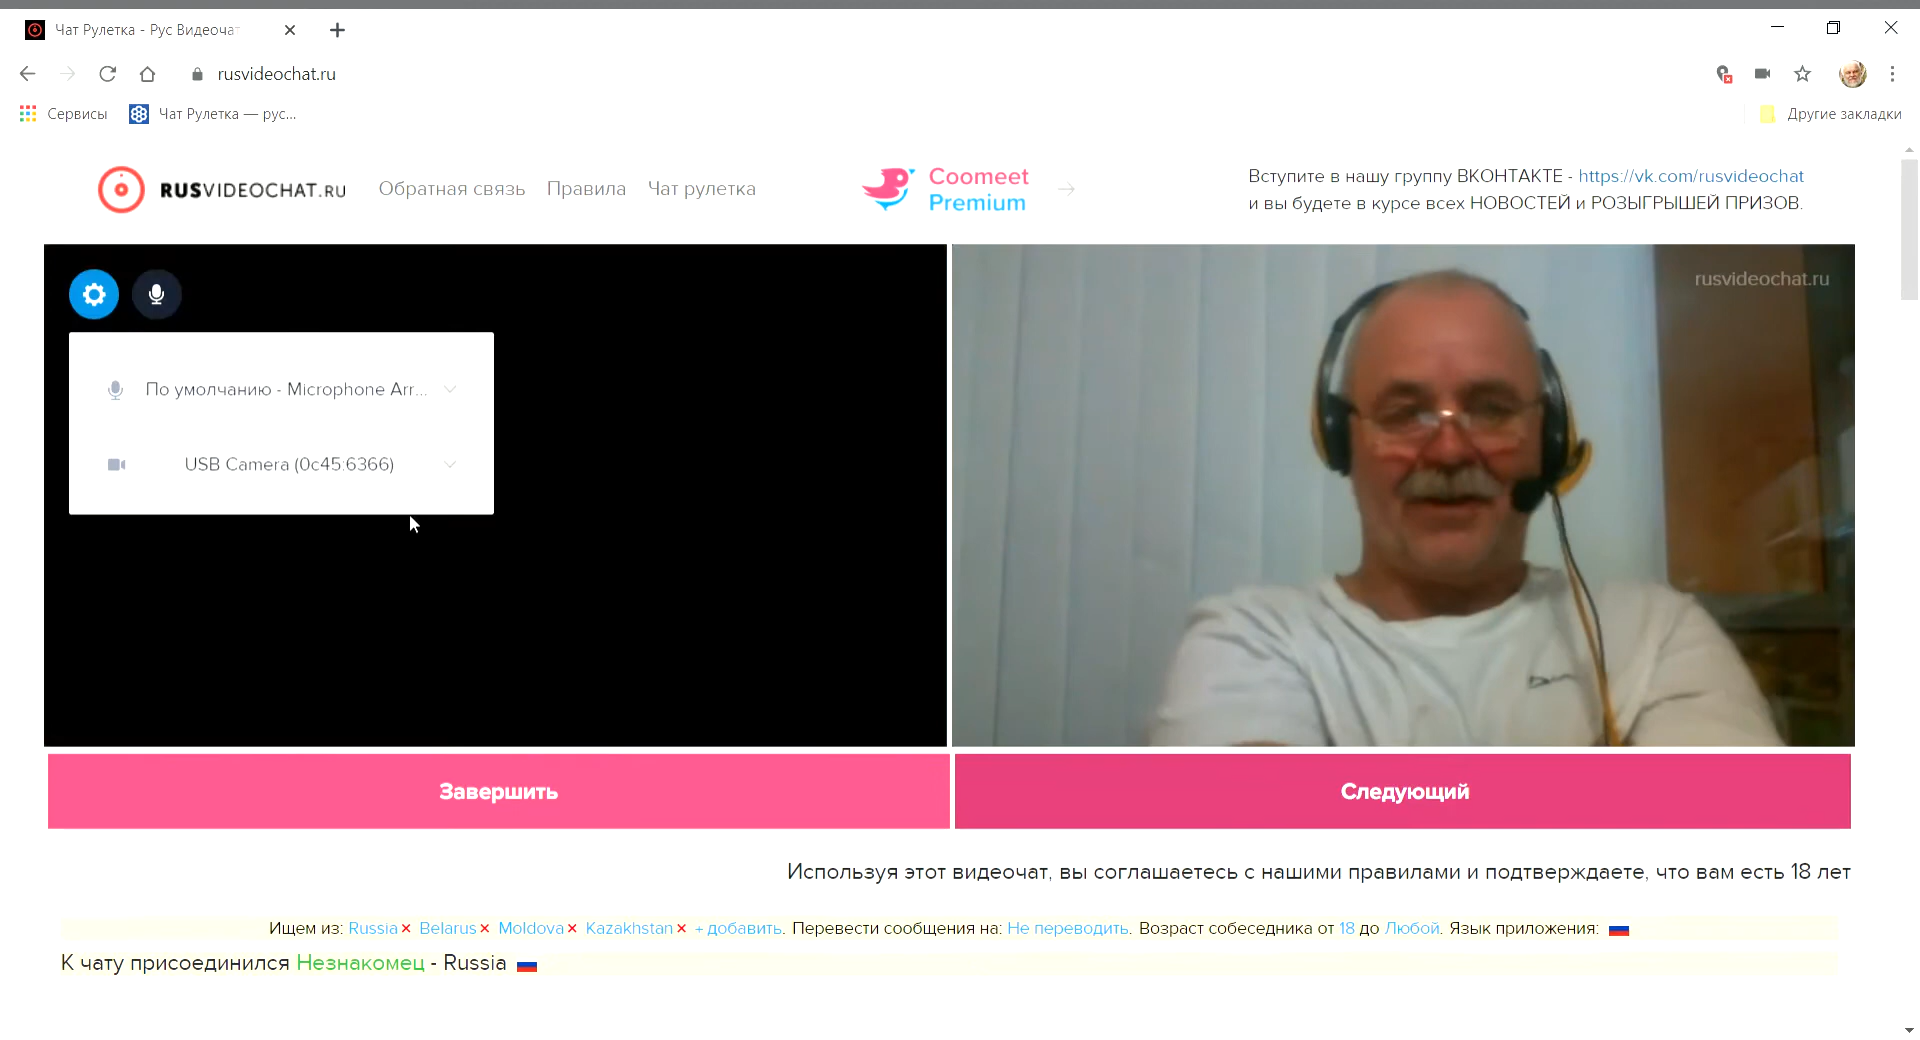 Чат Рулетка - Рус Видеочат
rusvideochat.ru
Сервисы
Чат Рулетка — рус...
Другие закладки
RUSVIDEOCHAT.RU
Обратная связь
Правила
Чат рулетка
Coomeet
Premium
Вступите в нашу группу ВКОНТАКТЕ - https://vk.com/rusvideochat
и вы будете в курсе всех НОВОСТЕЙ и РОЗЫГРЫШЕЙ ПРИЗОВ.
По умолчанию - Microphone Arr...
USB Camera (0c45:6366)
rusvideochat.ru
Завершить
Следующий
Используя этот видеочат, вы соглашаетесь с нашими правилами и подтверждаете, что вам есть 18 лет
Ищем из: Russia× Belarus× Moldova× Kazakhstan× + добавить. Перевести сообщения на: Не переводить. Возраст собеседника от 18 до Любой. Язык приложения:
К чату присоединился Незнакомец - Russia